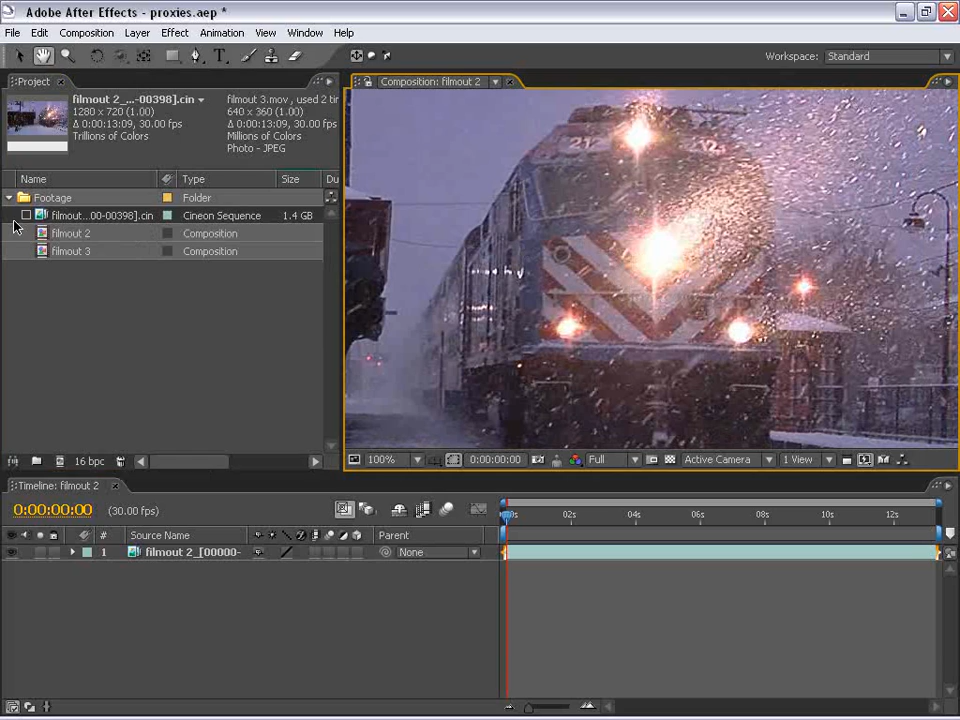 Adobe After Effects - proxies.aep *
File Edit Composition Layer Effect Animation View Window Help
Workspace: Standard
Project
Composition: filmout 2
filmout 2_...-00398].cin
filmout 3.mov , used 2 ti
1280 x 720 (1.00)
640 x 360 (1.00)
Δ 0:00:13:09, 30.00 fps
Δ 0:00:13:09, 30.00 fps
Trillions of Colors
Millions of Colors
Photo - JPEG
Name Type Size Du
Footage Folder
filmout...00-00398].cin Cineon Sequence 1.4 GB
filmout 2 Composition
filmout 3 Composition
16 bpc
100% 0:00:00:00 Full Active Camera 1 View
Timeline: filmout 2
0:00:00:00 (30.00 fps)
02s 04s 06s 08s 10s 12s
# Source Name Parent
1 filmout 2_[00000- None